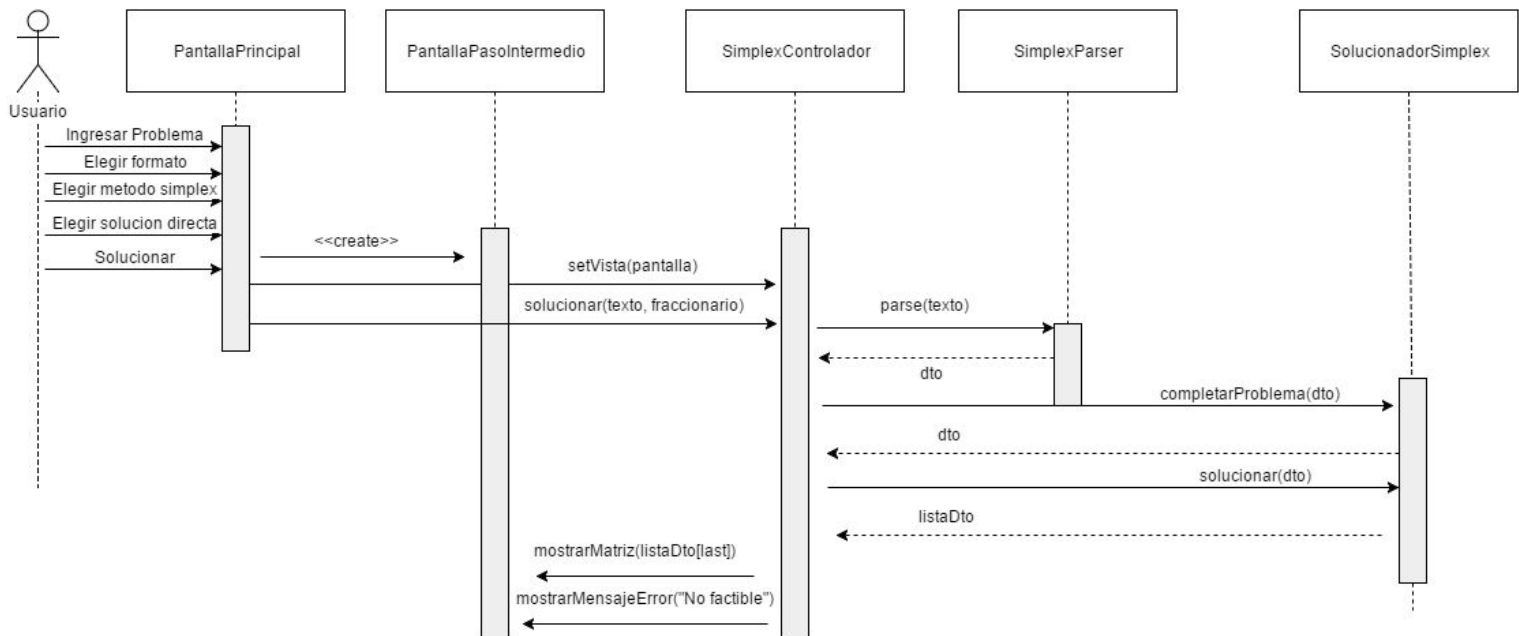 PantallaPrincipal
PantallaPasoIntermedio
SimplexControlador
SimplexParser
SolucionadorSimplex
Usuario
Ingresar Problema
Elegir formato
Elegir metodo simplex
Elegir solucion directa
<<create>>
Solucionar
setVista(pantalla)
solucionar(texto, fraccionario)
parse(texto)
dto
completarProblema(dto)
dto
solucionar(dto)
listaDto
mostrarMatriz(listaDto[last])
mostrarMensajeError("No factible")